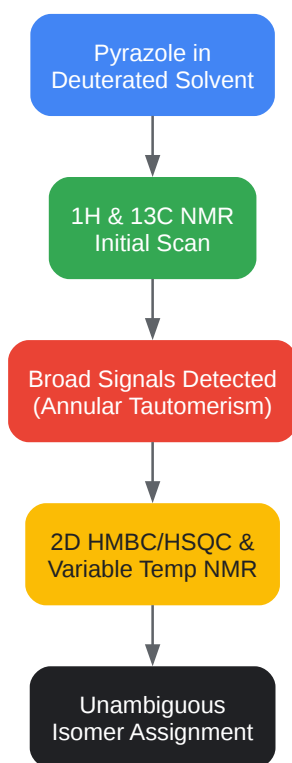 Pyrazole in
Deuterated Solvent
1H & 13C NMR
Initial Scan
Broad Signals Detected
(Annular Tautomerism)
2D HMBC/HSQC &
Variable Temp NMR
Unambiguous
Isomer Assignment